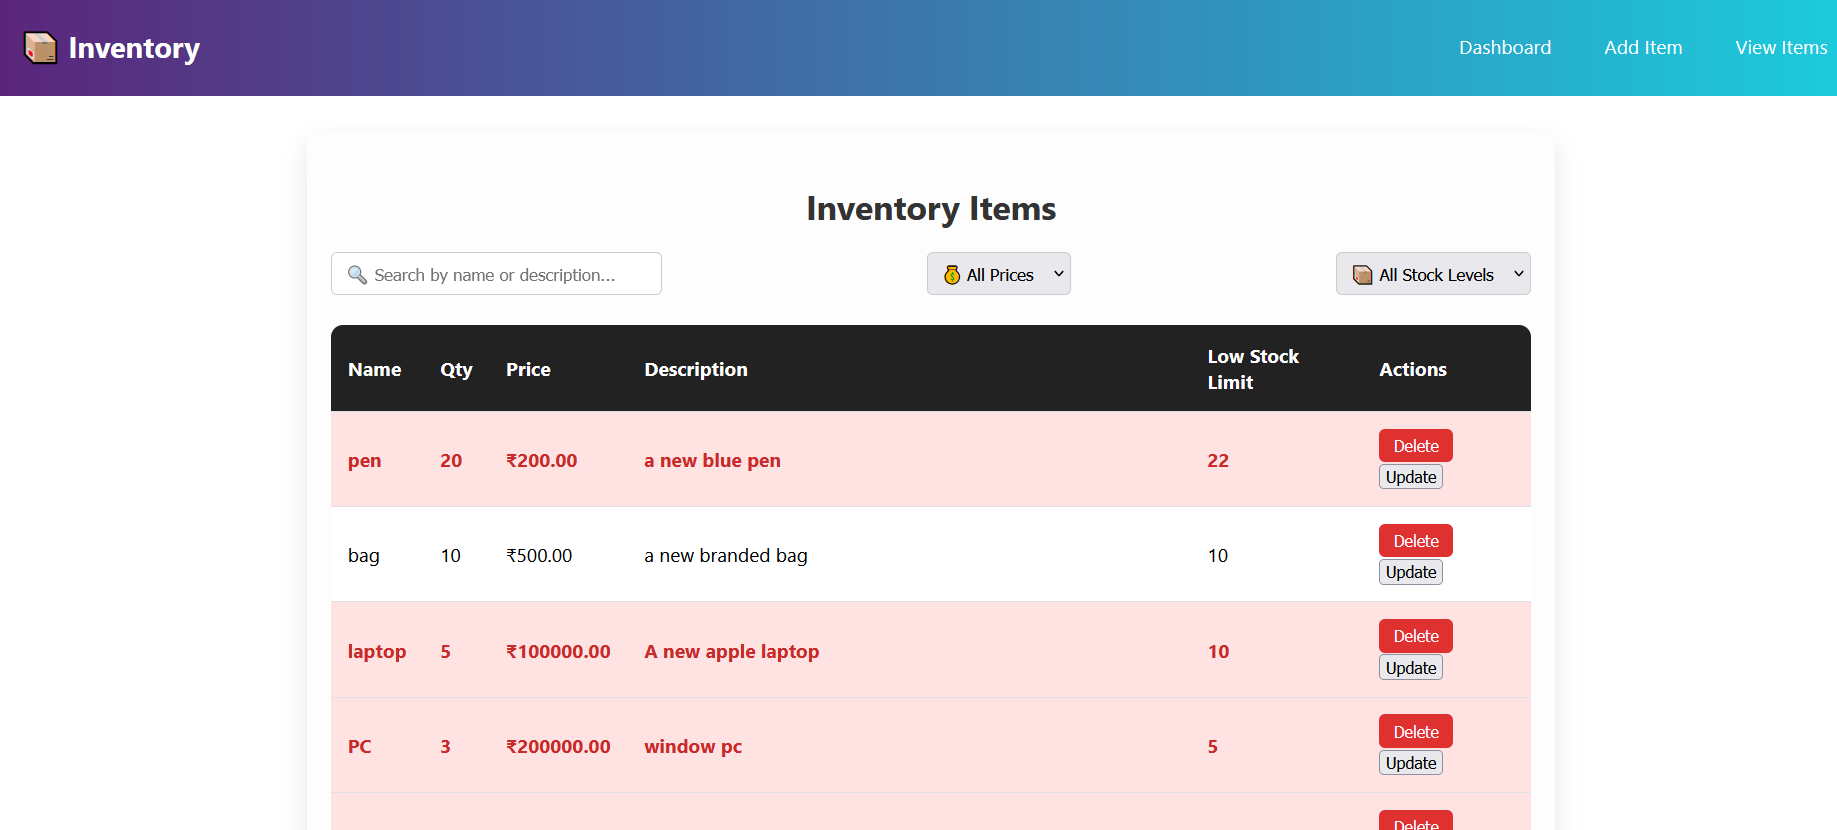 Inventory
Dashboard Add Item View Items
Inventory Items
Search by name or description...
All Prices
All Stock Levels
Name Qty Price Description Low Stock Limit Actions
pen 20 ₹200.00 a new blue pen 22 Delete
Update
bag 10 ₹500.00 a new branded bag 10 Delete
Update
laptop 5 ₹100000.00 A new apple laptop 10 Delete
Update
PC 3 ₹200000.00 window pc 5 Delete
Update
Delete